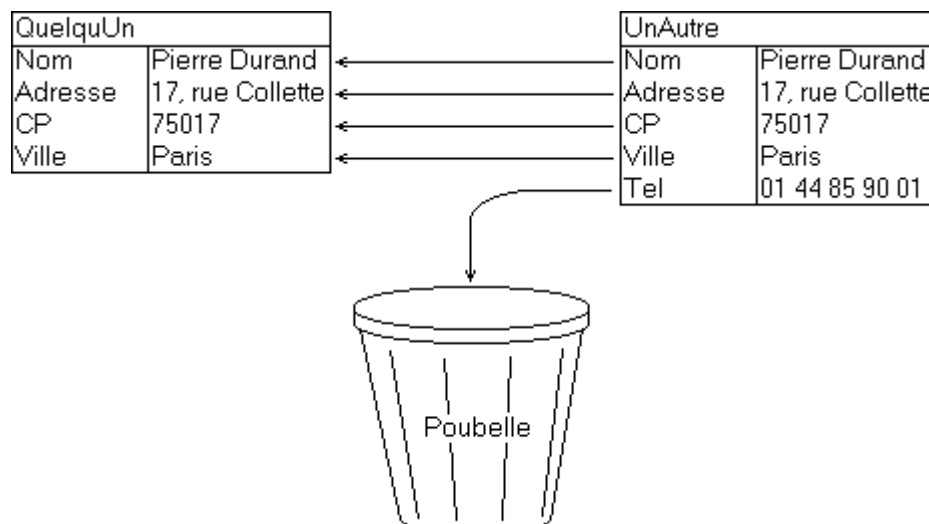 QuelquUn
Nom Pierre Durand
Adresse 17, rue Collette
CP 75017
Ville Paris
UnAutre
Nom Pierre Durand
Adresse 17, rue Collette
CP 75017
Ville Paris
Tel 01 44 85 90 01
Poubelle